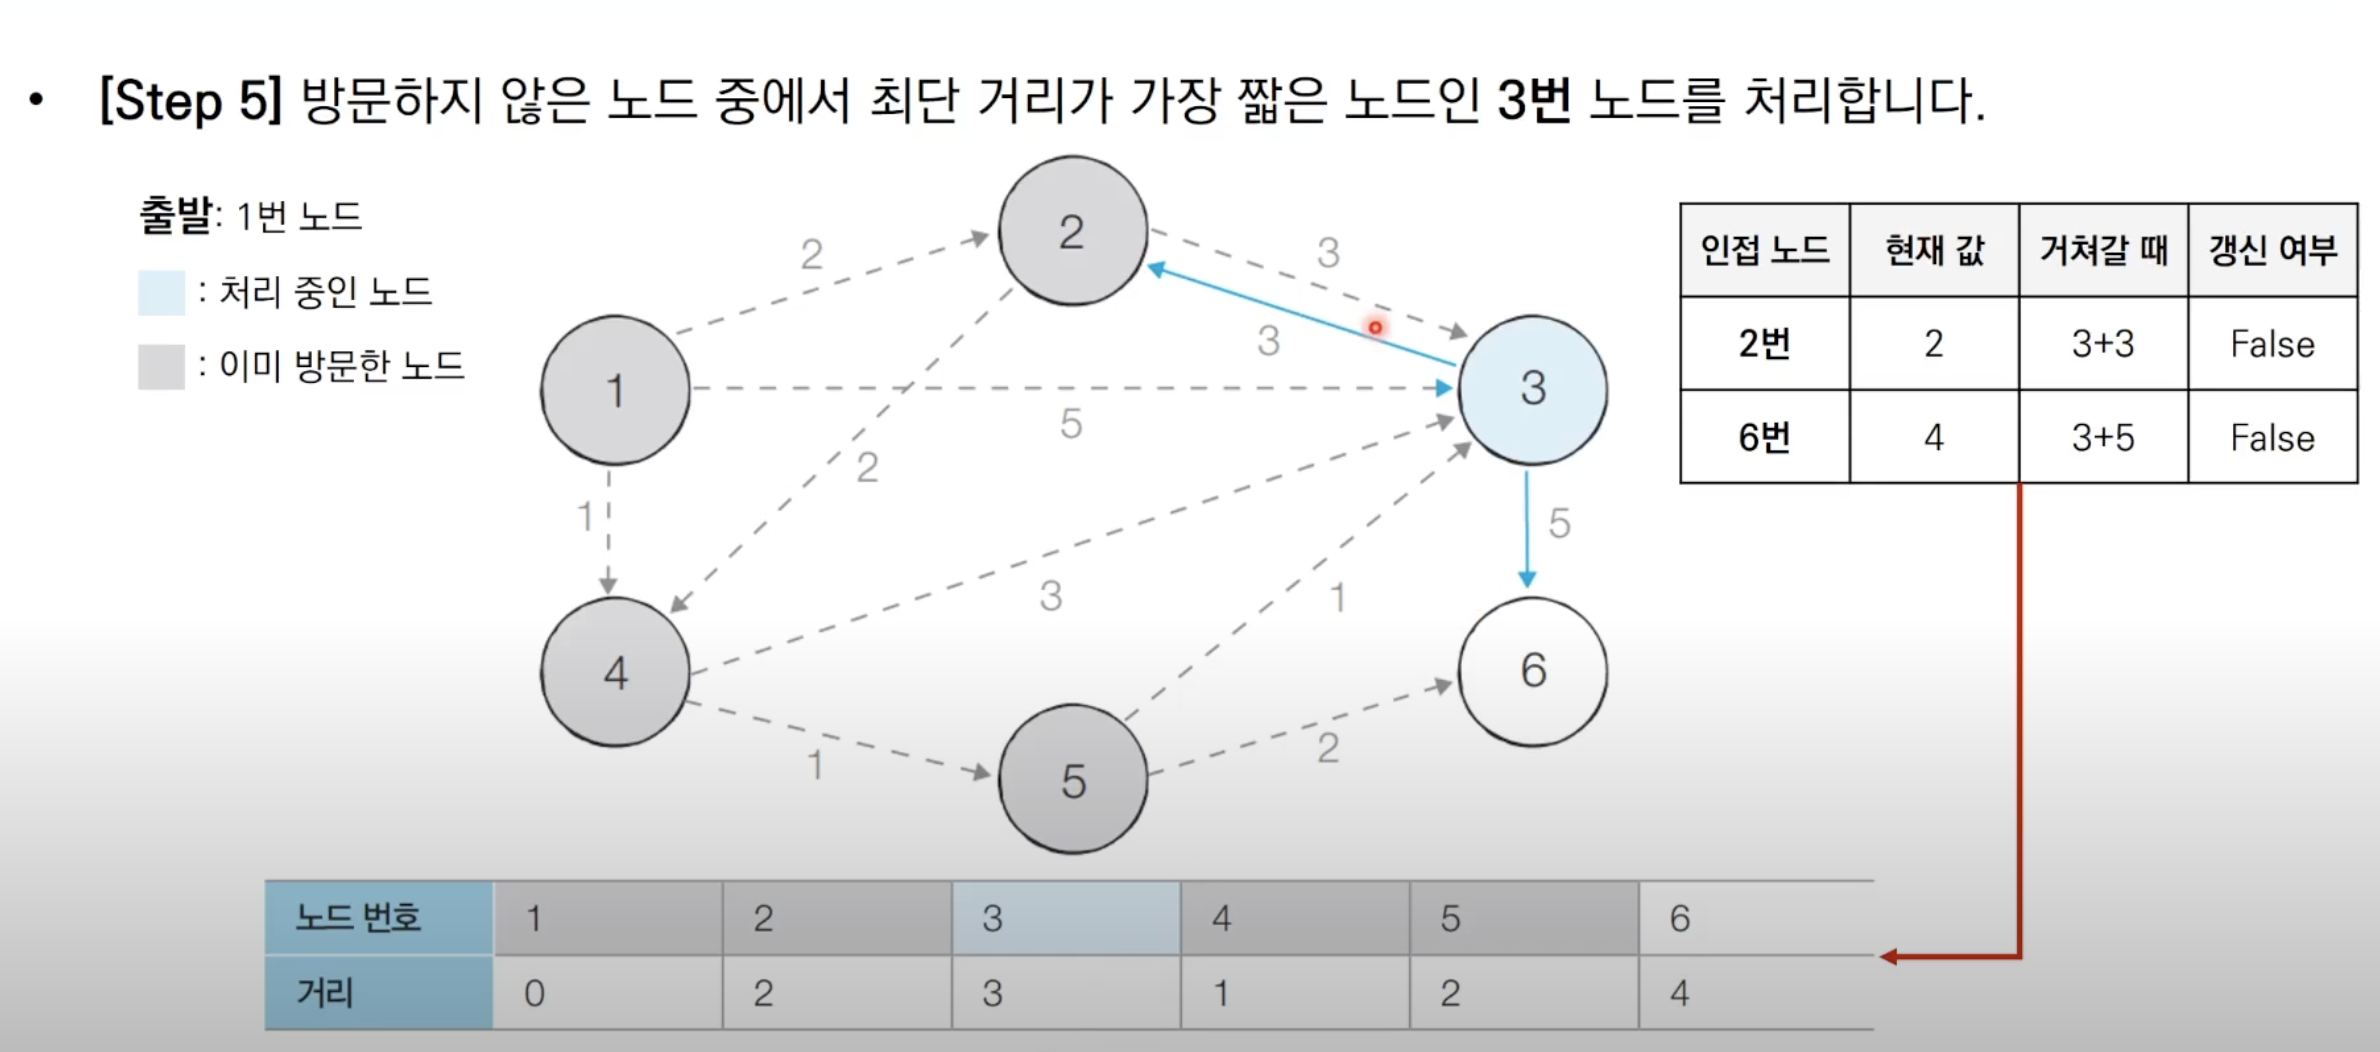 • [Step 5] 방문하지 않은 노드 중에서 최단 거리가 가장 짧은 노드인 3번 노드를 처리합니다.
출발: 1번 노드
: 처리 중인 노드
: 이미 방문한 노드
2
2
3
3
1
5
3
2
1
5
3
1
4
6
5
1
2
인접 노드 현재 값 거쳐갈 때 갱신 여부
2번 2 3+3 False
6번 4 3+5 False
노드 번호 1 2 3 4 5 6
거리 0 2 3 1 2 4